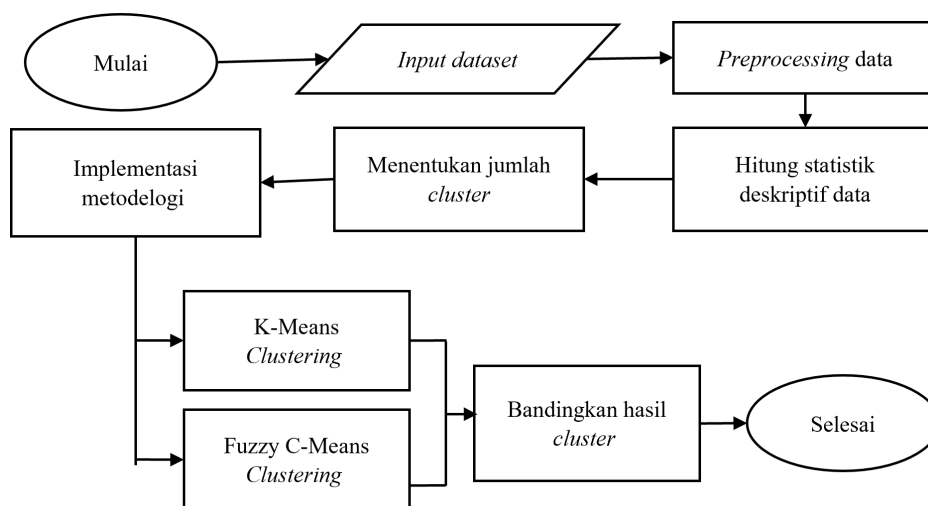 Mulai
Input dataset
Preprocessing data
Hitung statistik
deskriptif data
Menentukan jumlah
cluster
Implementasi
metodelogi
K-Means
Clustering
Fuzzy C-Means
Clustering
Bandingkan hasil
cluster
Selesai